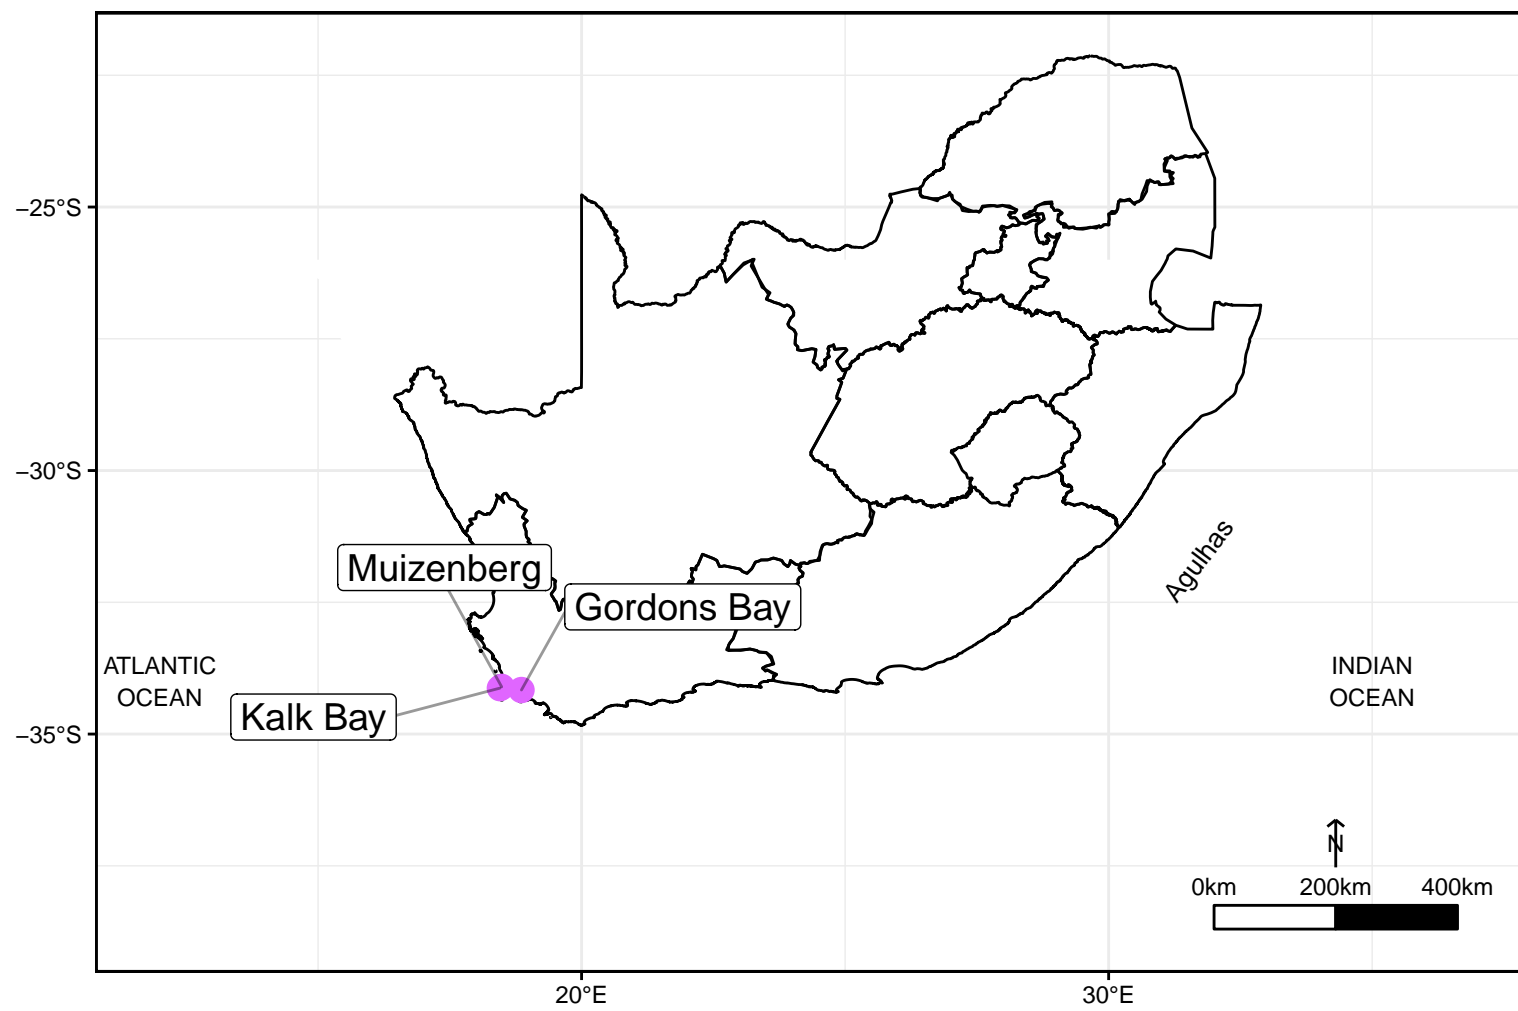 −25°S
−30°S
Agulhas
Muizenberg
Gordons Bay
ATLANTIC
OCEAN
INDIAN
OCEAN
Kalk Bay
−35°S
N
0km 200km 400km
20°E 30°E